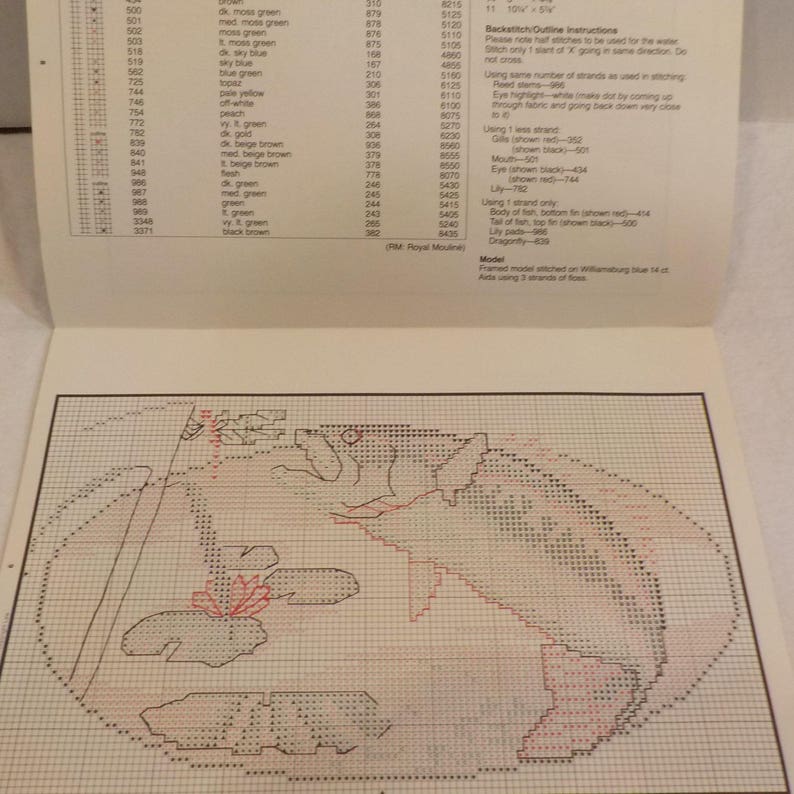 434 brown 310 8215
500 dk. moss green 879 5125
501 med. moss green 878 5120
502 moss green 876 5110
503 lt. moss green 875 5105
518 dk. sky blue 168 4860
519 sky blue 167 4855
562 blue green 210 5160
725 topaz 306 6125
744 pale yellow 301 6110
746 off-white 386 6100
754 peach 868 8075
772 vy. lt. green 264 5270
outline 782 dk. gold 308 6230
839 dk. beige brown 936 8560
840 med. beige brown 379 8555
841 lt. beige brown 378 8550
948 flesh 778 8070
outline 986 dk. green 246 5430
987 med. green 245 5425
988 green 244 5415
989 lt. green 243 5405
3348 vy. lt. green 265 5240
3371 black brown 382 8435
(RM: Royal Mouliné)
11 10¼" × 5⅞"
Backstitch/Outline Instructions
Please note half stitches to be used for the water.
Stitch only 1 slant of "X" going in same direction. Do
not cross.
Using same number of strands as used in stitching:
Reed stems—986
Eye highlight—white (make dot by coming up
through fabric and going back down very close
to it)
Using 1 less strand:
Gills (shown red)—352
(shown black)—501
Mouth—501
Eye (shown black)—434
(shown red)—744
Lily—782
Using 1 strand only:
Body of fish, bottom fin (shown red)—414
Tail of fish, top fin (shown black)—500
Lily pads—986
Dragonfly—839
Model
Framed model stitched on Williamsburg blue 14 ct.
Aida using 3 strands of floss.